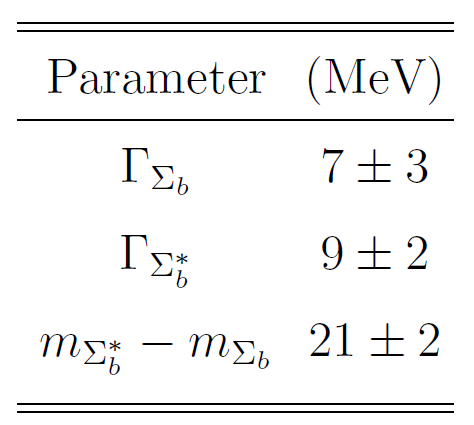 Parameter (MeV)
Γ_{Σ_b} 7 ± 3
Γ_{Σ_b^*} 9 ± 2
m_{Σ_b^*} − m_{Σ_b} 21 ± 2